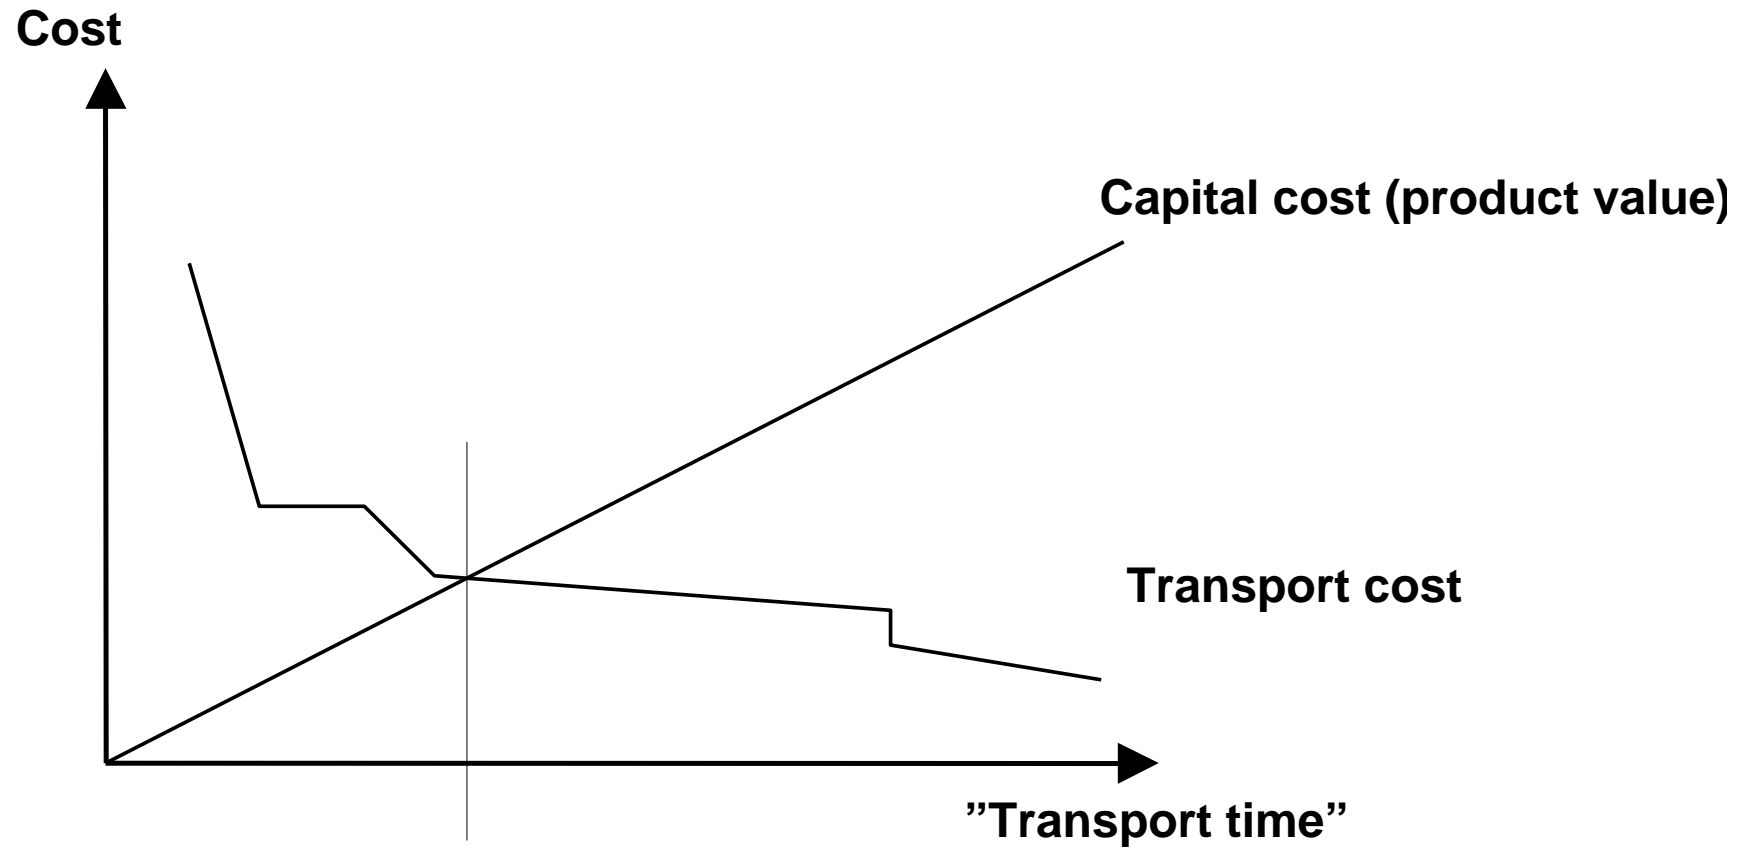 Cost
Capital cost (product value)
Transport cost
”Transport time”